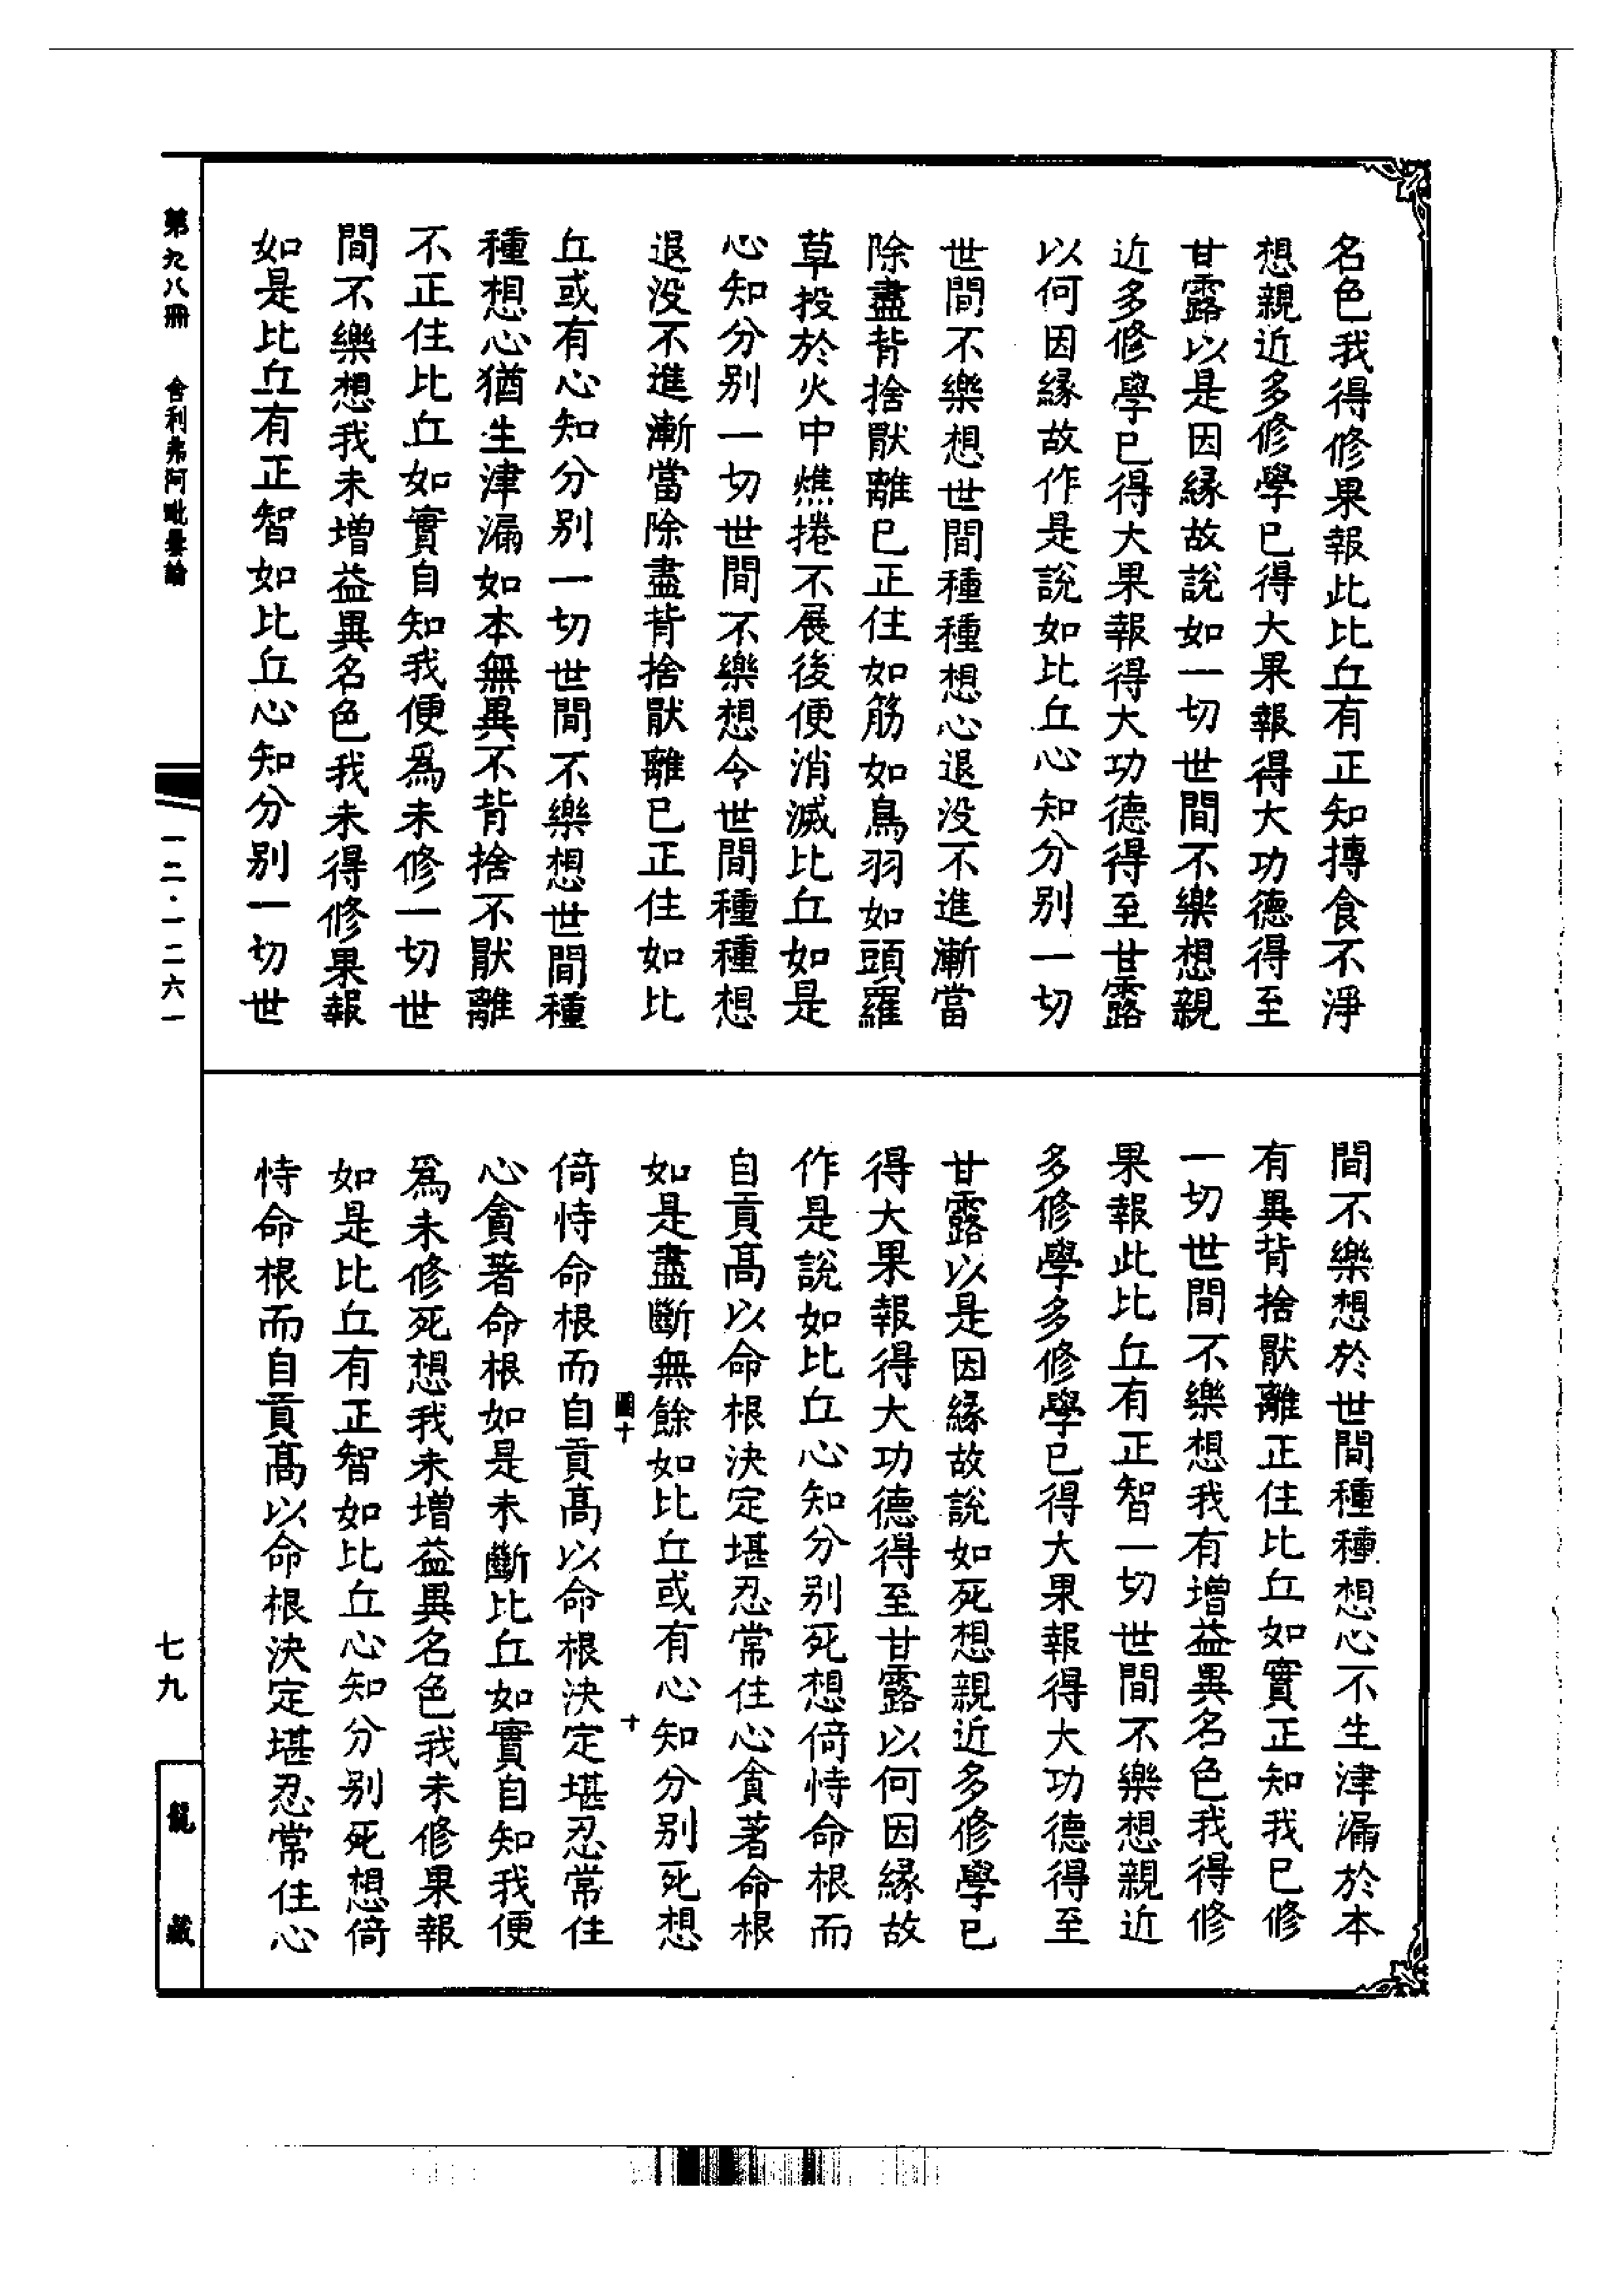 名色我得修果報此比丘有正知摶食不淨
想親近多修學已得大果報得大功德得至
甘露以是因緣故說如一切世間不樂想親
近多修學已得大果報得大功德得至甘露
以何因緣故作是說如比丘心知分別一切
世間不樂想世間種種想心退没不進漸當
除盡背捨厭離已正住如筋如鳥羽如頭羅
草投於火中燋捲不展後便消滅比丘如是
心知分別一切世間不樂想令世間種種想
退没不進漸當除盡背捨厭離已正住如比
丘或有心知分別一切世間不樂想世間種
種想心猶生津漏如本無異不背捨不厭離
不正住比丘如實自知我便爲未修一切世
間不樂想我未增益異名色我未得修果報
如是比丘有正智如比丘心知分別一切世
間不樂想於世間種種想心不生津漏於本
有異背捨厭離正住比丘如實正知我已修
一切世間不樂想我有增益異名色我得修
果報此比丘有正智一切世間不樂想親近
多修學多修學已得大果報得大功德得至
甘露以是因緣故說如死想親近多修學已
得大果報得大功德得至甘露以何因緣故
作是說如比丘心知分別死想倚恃命根而
自貢高以命根決定堪忍常住心貪著命根
如是盡斷無餘如比丘或有心知分別死想
圖十
十
倚恃命根而自貢高以命根決定堪忍常住
心貪著命根如是未斷比丘如實自知我便
爲未修死想我未增益異名色我未修果報
如是比丘有正智如比丘心知分別死想倚
恃命根而自貢高以命根決定堪忍常住心
第九八冊 舍利弗阿毗曇論
一二·一二六一
七九
龍藏